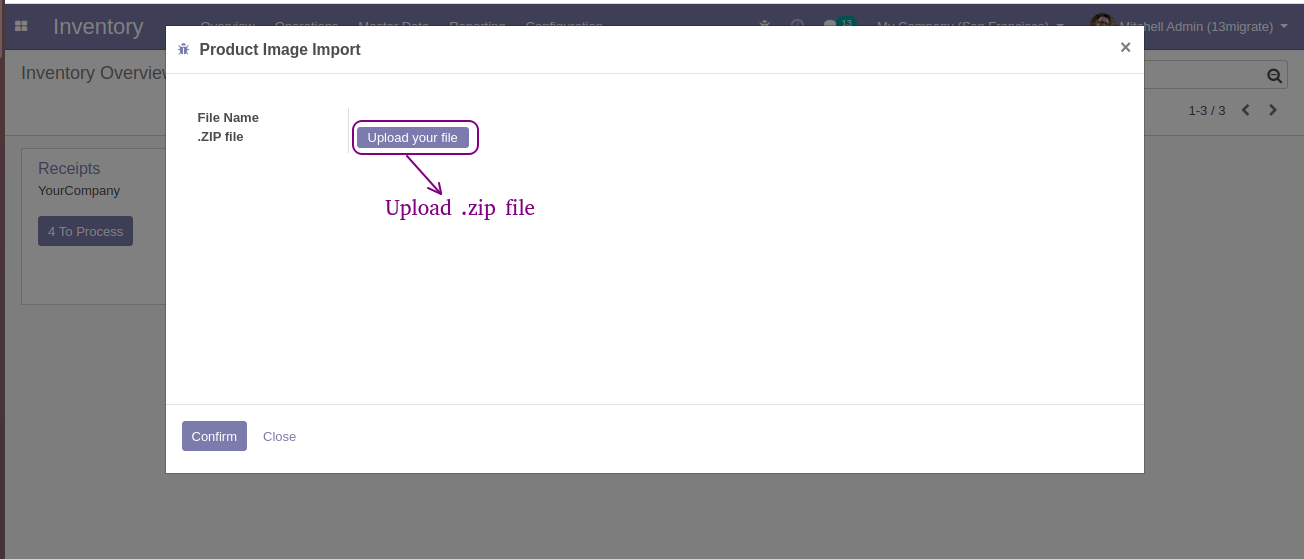 Inventory Overview Operations Master Data Reporting Configuration 13 My Company (San Francisco) Mitchell Admin (13migrate)
Product Image Import ×
Inventory Overview
1-3 / 3
File Name
.ZIP file
Upload your file
Upload .zip file
Receipts
YourCompany
4 To Process
Confirm Close